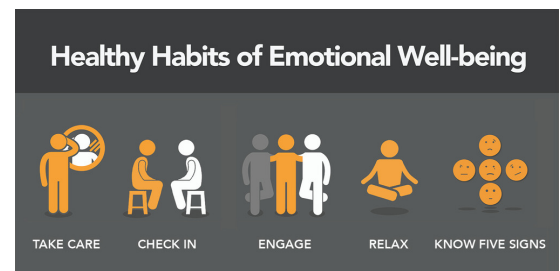 Healthy Habits of Emotional Well-being
TAKE CARE
CHECK IN
ENGAGE
RELAX
KNOW FIVE SIGNS